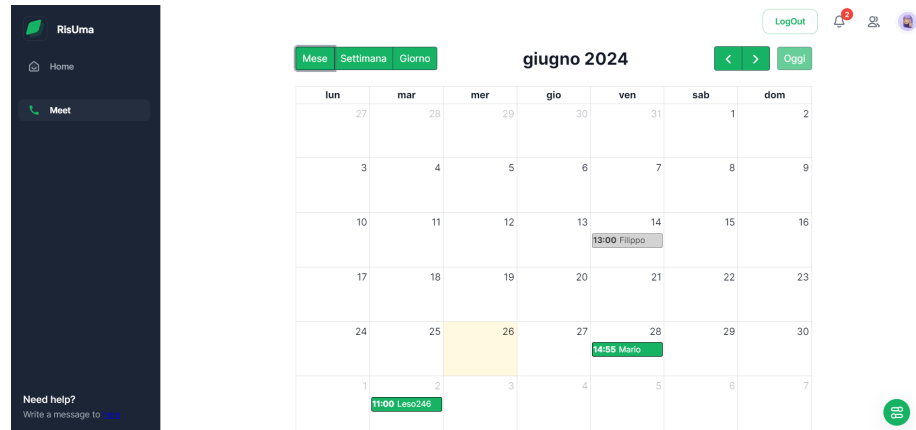 RisUma
Home
Meet
Need help?
Write a message to
LogOut
2
Mese Settimana Giorno
giugno 2024
Oggi
lun mar mer gio ven sab dom
27 28 29 30 31 1 2
3 4 5 6 7 8 9
10 11 12 13 14 15 16
13:00 Filippo
17 18 19 20 21 22 23
24 25 26 27 28 29 30
14:55 Mario
1 2 3 4 5 6 7
11:00 Leso246